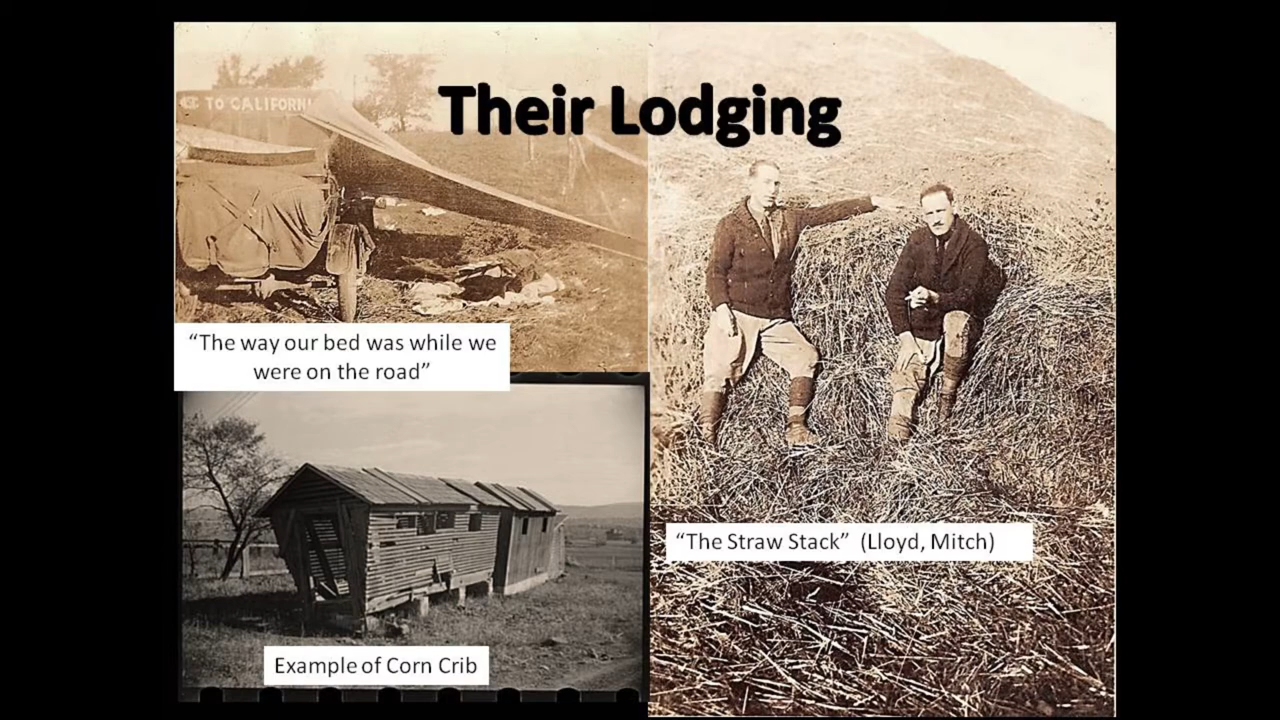 Their Lodging
TO CALIFORNI
“The way our bed was while we
were on the road”
“The Straw Stack” (Lloyd, Mitch)
Example of Corn Crib